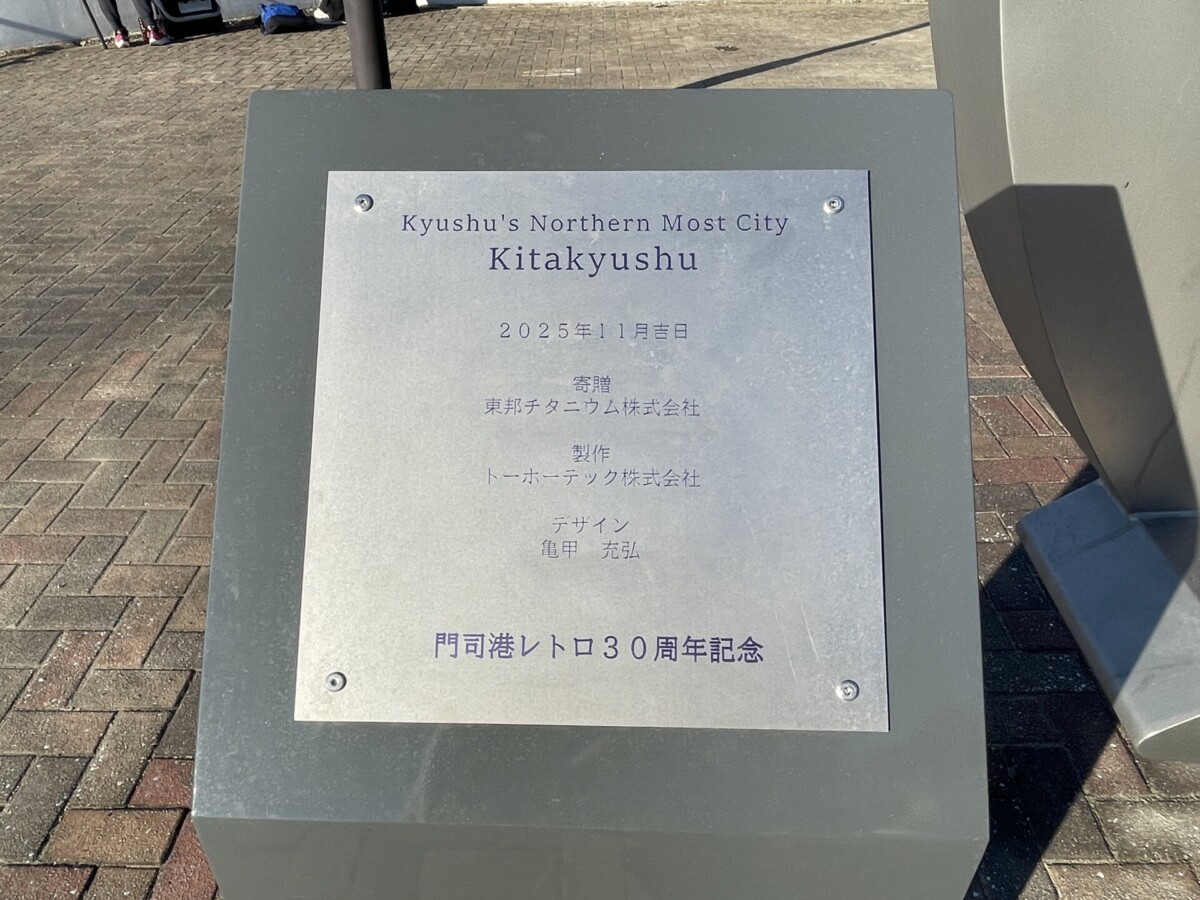 Kyushu's Northern Most City
Kitakyushu
２０２５年１１月吉日
寄贈
東邦チタニウム株式会社
製作
トーホーテック株式会社
デザイン
亀甲　充弘
門司港レトロ３０周年記念